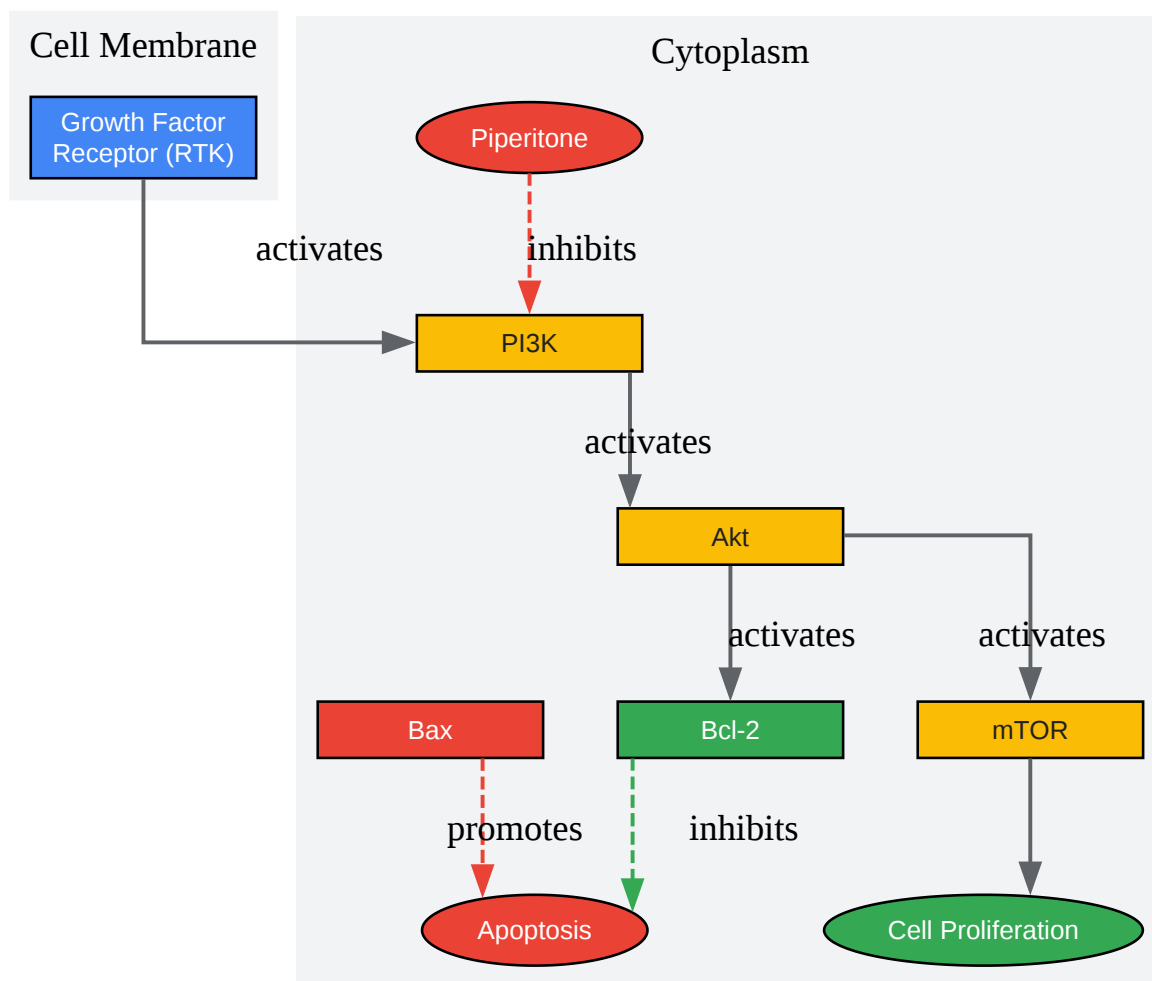 Cell Membrane
Cytoplasm
Growth Factor
Receptor (RTK)
Piperitone
activates
inhibits
PI3K
activates
Akt
activates
activates
Bax
Bcl-2
mTOR
promotes
inhibits
Apoptosis
Cell Proliferation